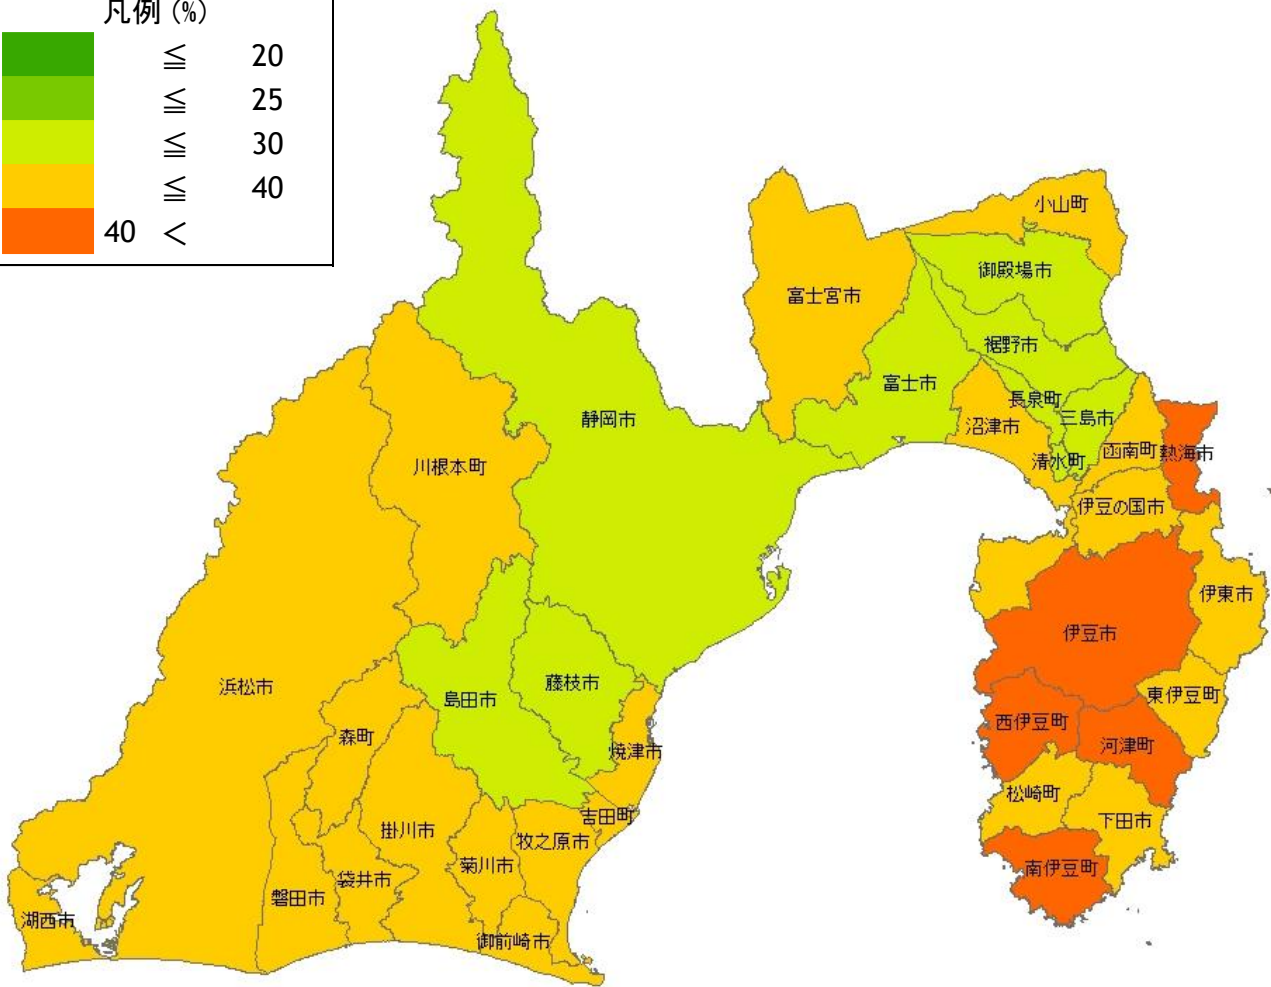 凡例 (%)
≦ 20
≦ 25
≦ 30
≦ 40
40 <
小山町
御殿場市
富士宮市
裾野市
富士市
長泉町
三島市
静岡市
沼津市
函南町
熱海市
清水町
川根本町
伊豆の国市
伊東市
伊豆市
浜松市
藤枝市
島田市
東伊豆町
西伊豆町
森町
河津町
焼津市
松崎町
吉田町
下田市
掛川市
牧之原市
菊川市
南伊豆町
袋井市
磐田市
湖西市
御前崎市